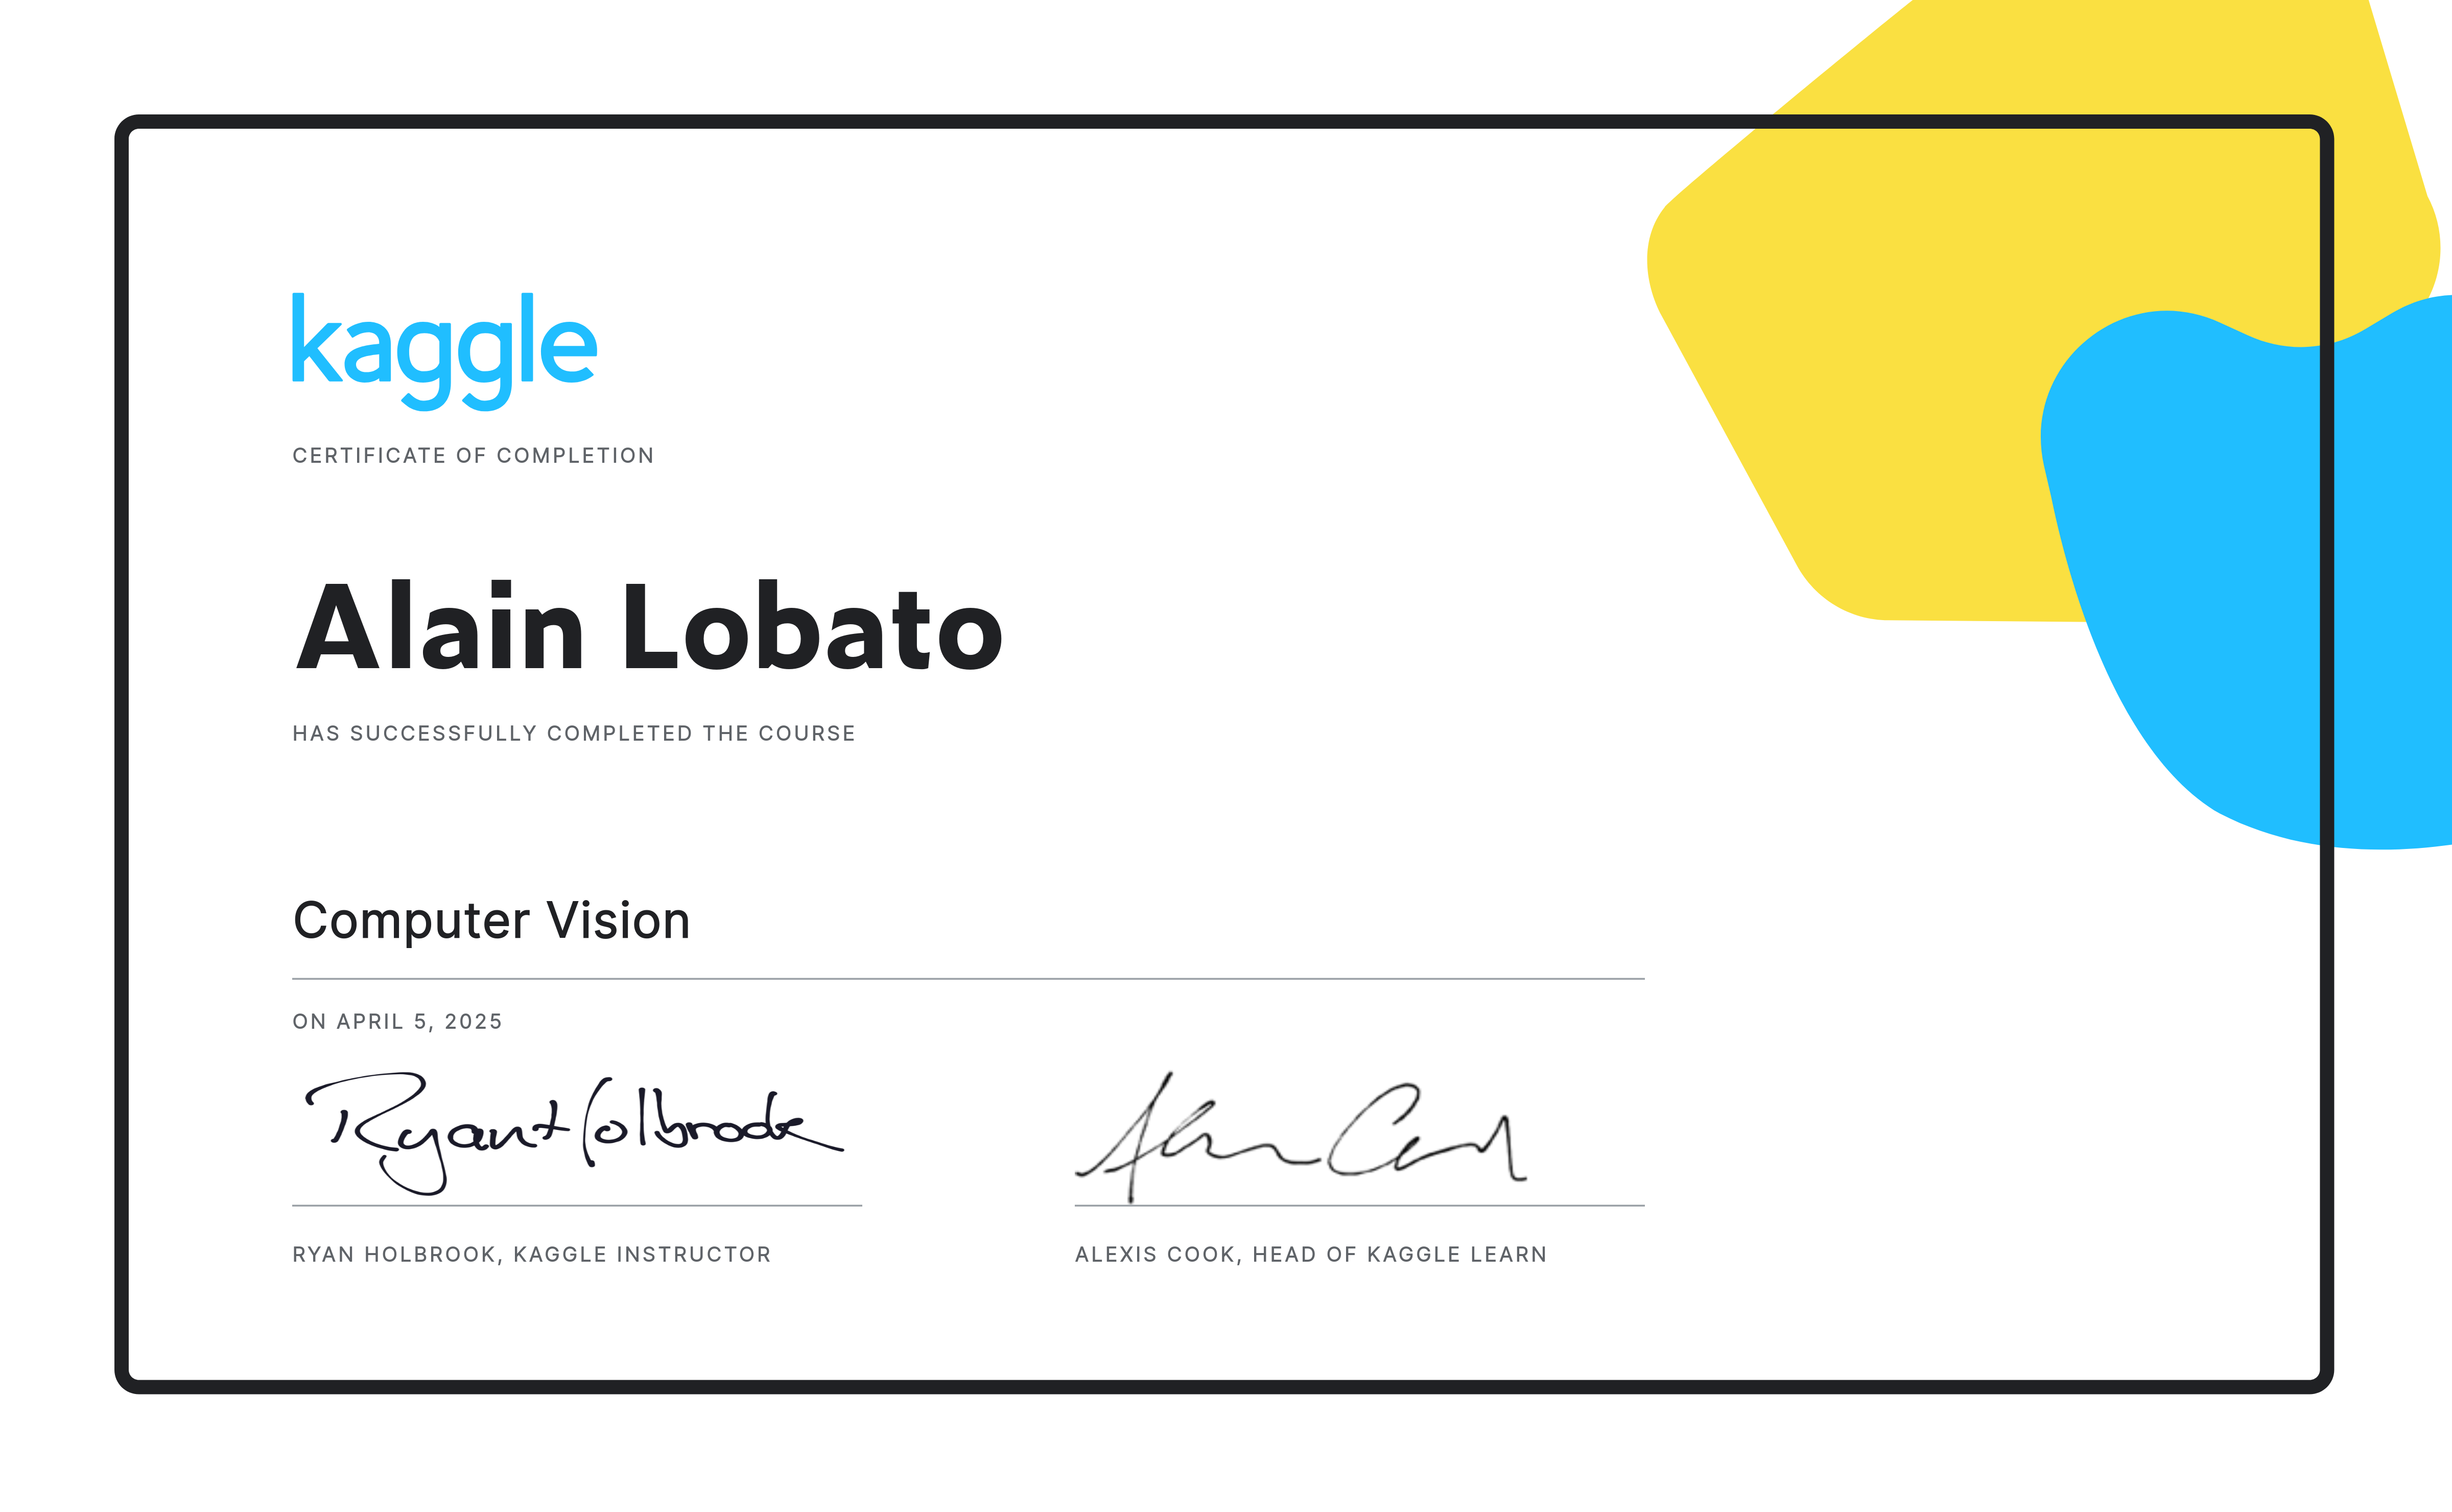 kaggle
CERTIFICATE OF COMPLETION
Alain Lobato
HAS SUCCESSFULLY COMPLETED THE COURSE
Computer Vision
ON APRIL 5, 2025
Ryan Holbrook
Alexis Cook
RYAN HOLBROOK, KAGGLE INSTRUCTOR
ALEXIS COOK, HEAD OF KAGGLE LEARN